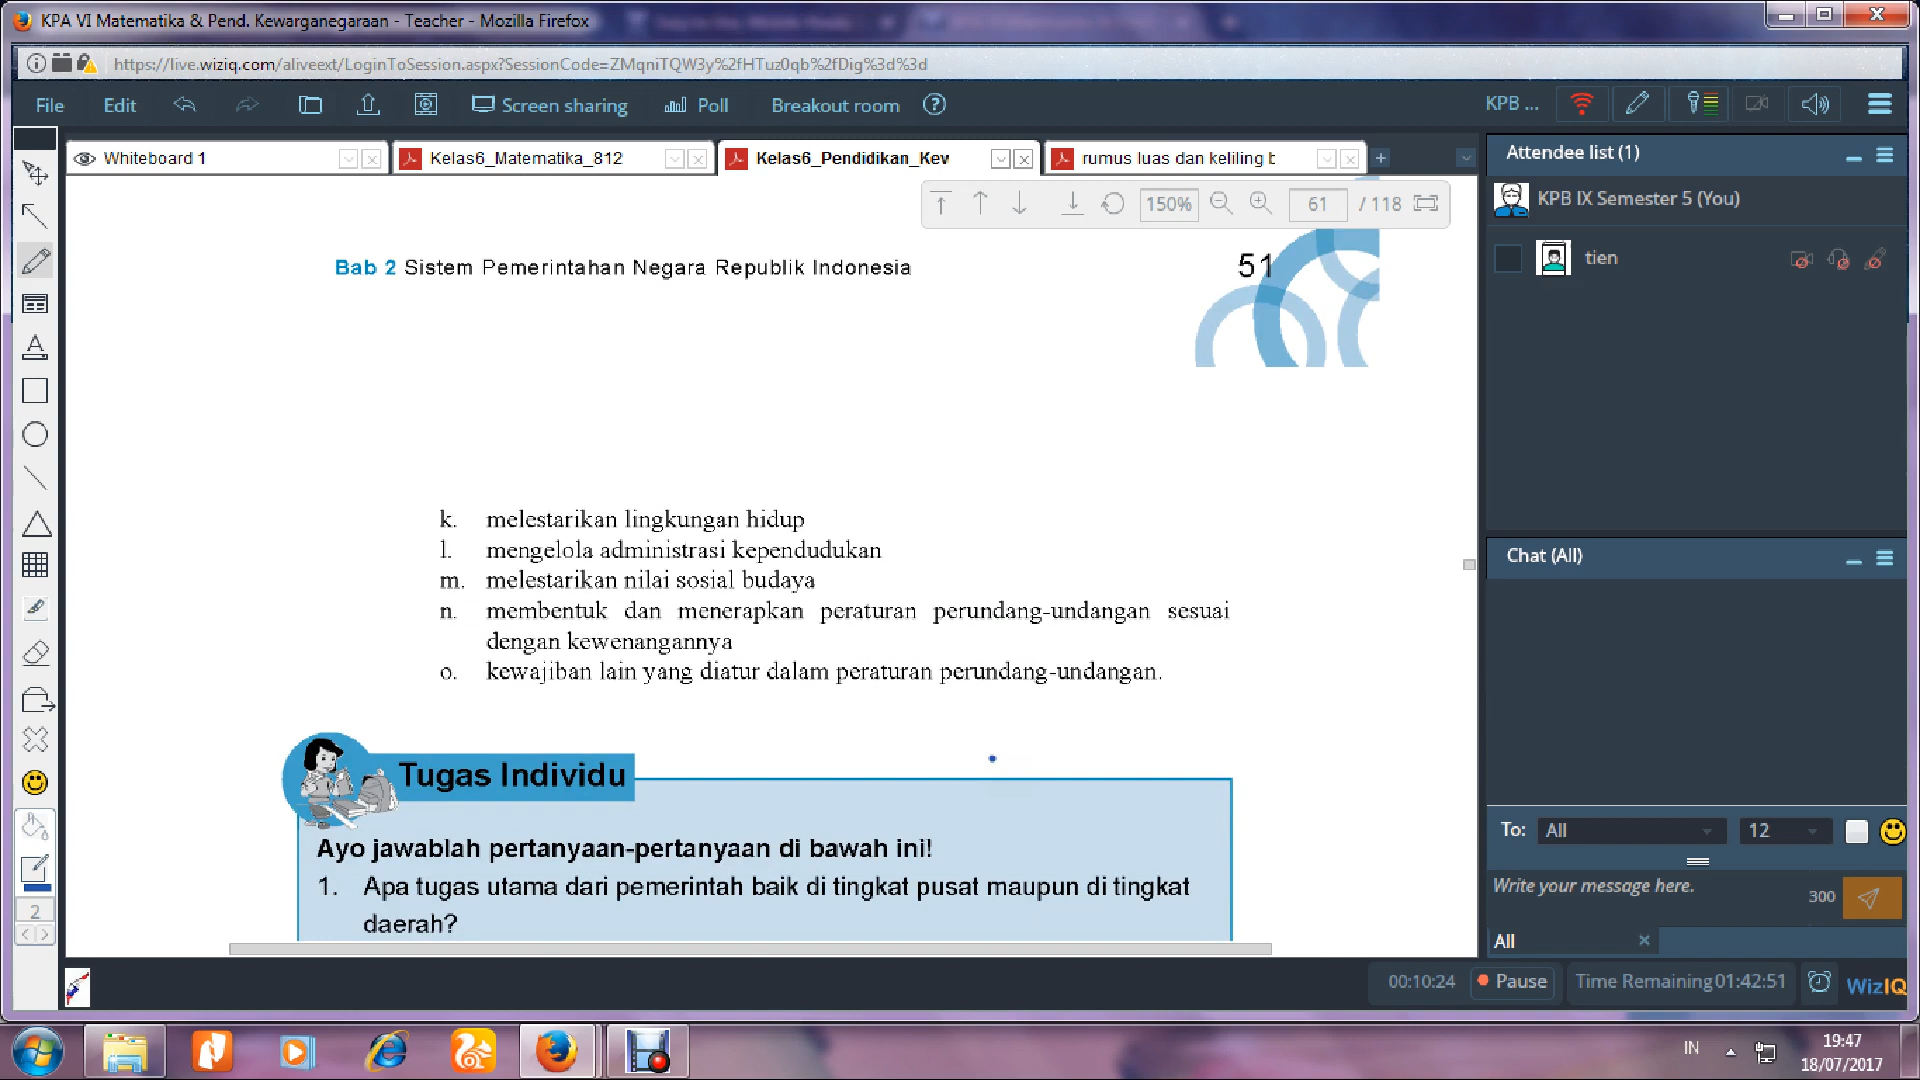 KPA VI Matematika & Pend. Kewarganegaraan - Teacher - Mozilla Firefox
https://live.wiziq.com/aliveext/LoginToSession.aspx?SessionCode=ZMqniTQW3y%2fHTuz0qb%2fDig%3d%3d
File Edit Screen sharing Poll Breakout room KPB ...
Whiteboard 1 Kelas6_Matematika_812 Kelas6_Pendidikan_Kew rumus luas dan keliling b
Attendee list (1)
150% 61 / 118
KPB IX Semester 5 (You)
tien
Bab 2 Sistem Pemerintahan Negara Republik Indonesia 51
k. melestarikan lingkungan hidup
l. mengelola administrasi kependudukan
m. melestarikan nilai sosial budaya
n. membentuk dan menerapkan peraturan perundang-undangan sesuai
dengan kewenangannya
o. kewajiban lain yang diatur dalam peraturan perundang-undangan.
Tugas Individu
Ayo jawablah pertanyaan-pertanyaan di bawah ini!
1. Apa tugas utama dari pemerintah baik di tingkat pusat maupun di tingkat
daerah?
2
Chat (All)
To: All 12
Write your message here. 300
All
00:10:24 Pause Time Remaining 01:42:51 WizIQ
IN 19:47
18/07/2017